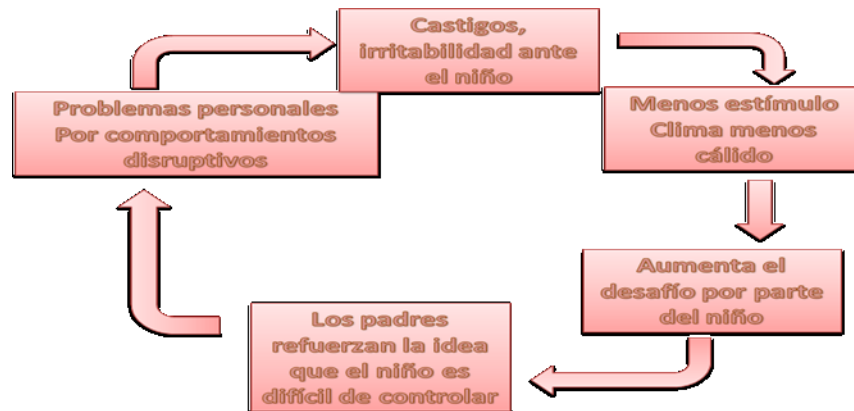 Castigos,
irritabilidad ante
el niño
Menos estímulo
Clima menos
cálido
Aumenta el
desafío por parte
del niño
Los padres
refuerzan la idea
que el niño es
difícil de controlar
Problemas personales
Por comportamientos
disruptivos